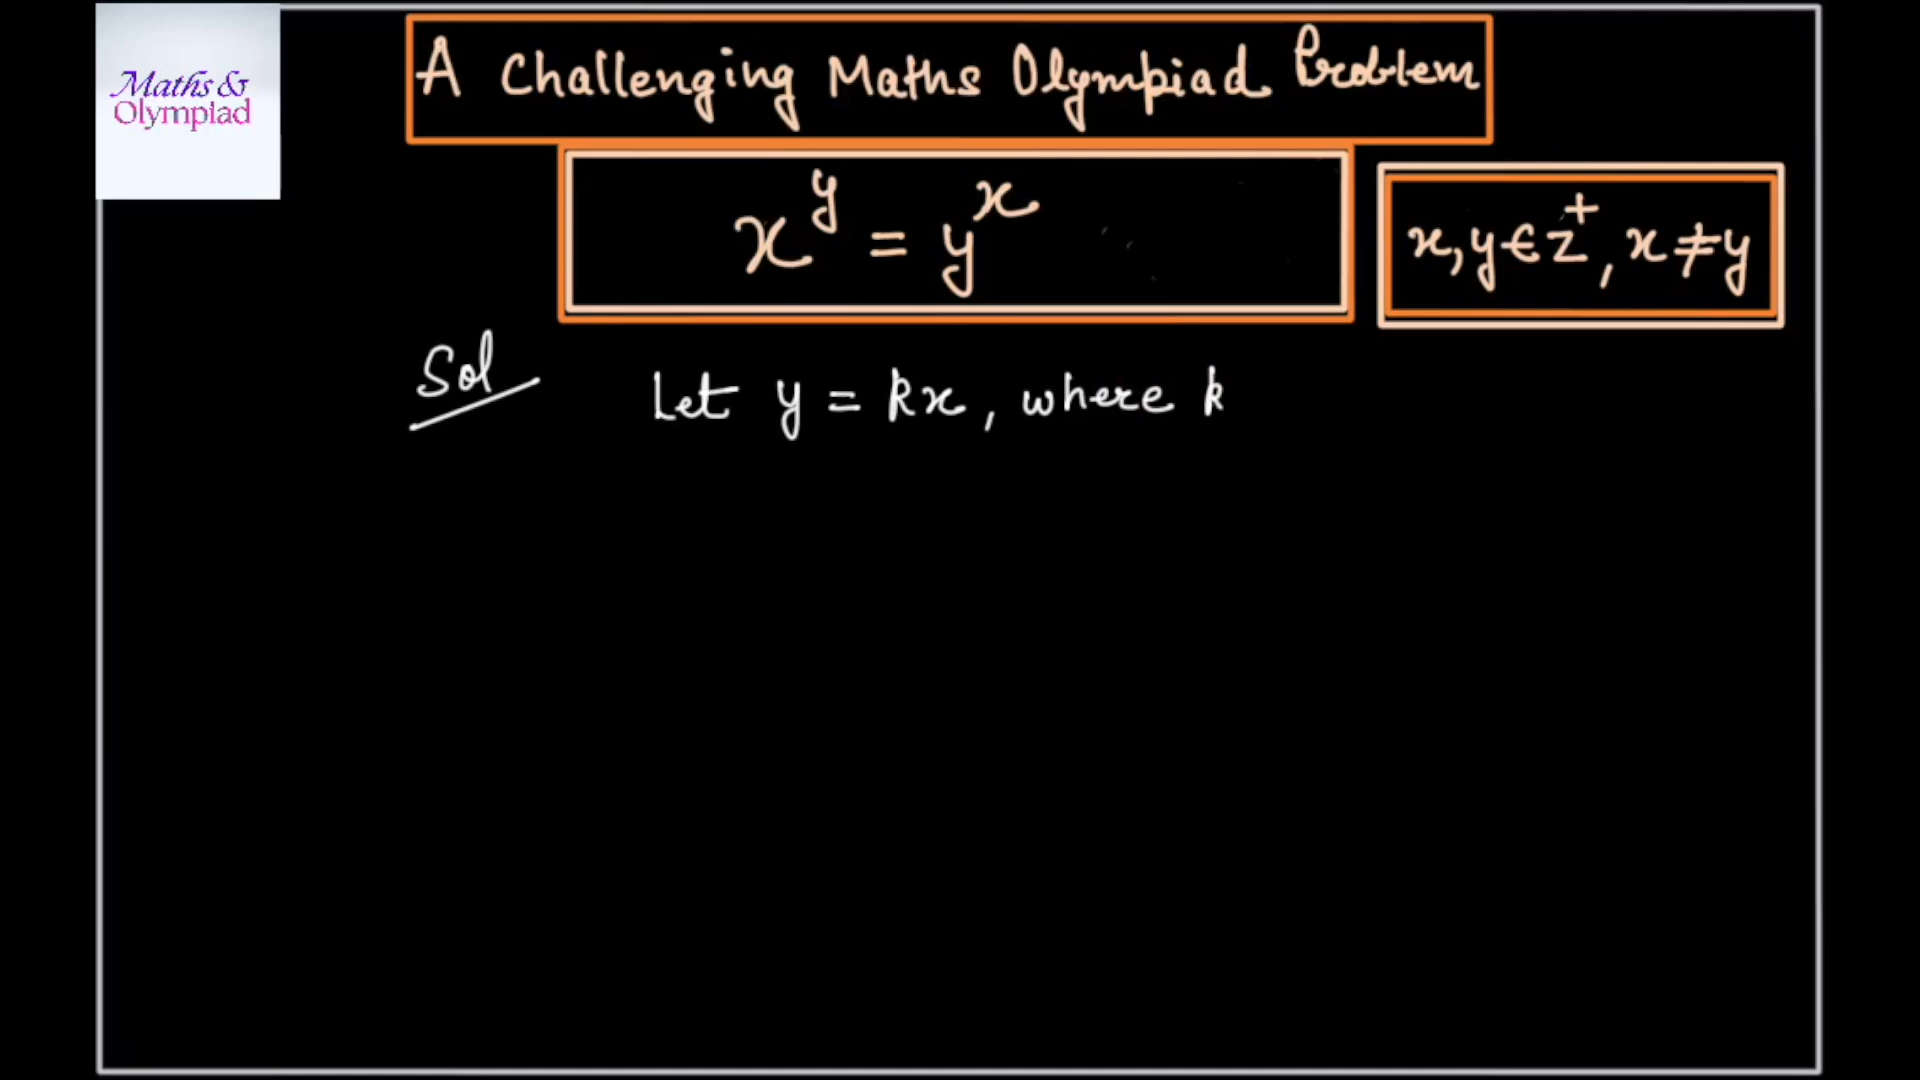 Maths &
Olympiad
A Challenging Maths Olympiad Problem
x^y = y^x
x, y ∈ Z^+, x ≠ y
Sol
Let y = kx, where k